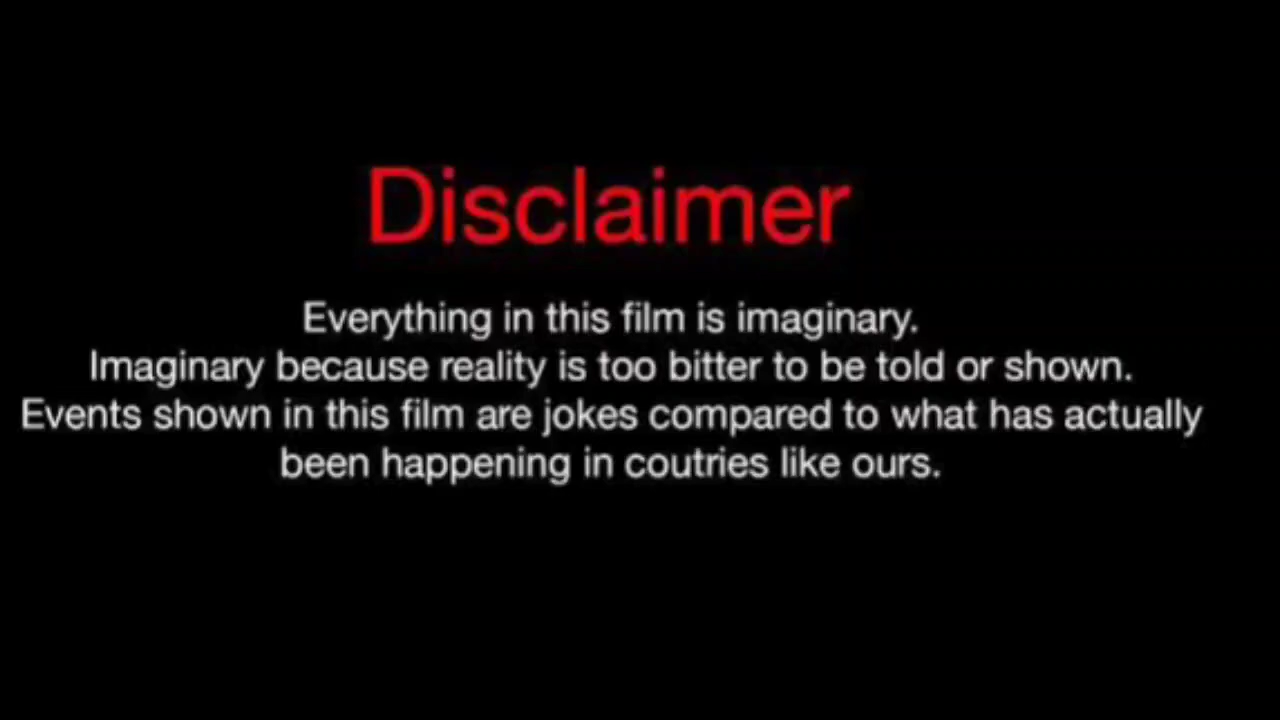 Disclaimer
Everything in this film is imaginary.
Imaginary because reality is too bitter to be told or shown.
Events shown in this film are jokes compared to what has actually
been happening in coutries like ours.